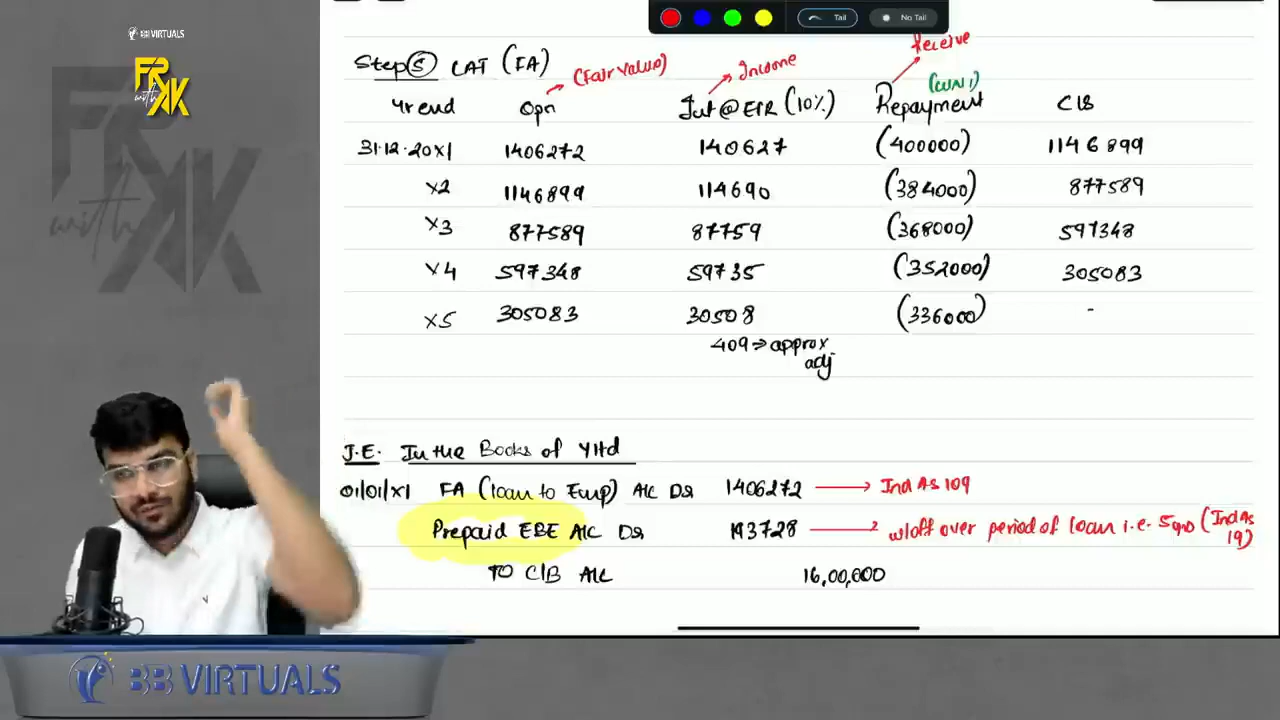 BB VIRTUALS
FR
with AK
Tail
No Tail
Step ⑤ CAT (FA)
(Fair Value)
Income
Receive
(WN 1)
Yr end Opn Int @ EIR (10%) Repayment C/B
31.12.20X1 1406272 140627 (400000) 1146899
X2 1146899 114690 (384000) 877589
X3 877589 87759 (368000) 597348
X4 597348 59735 (352000) 305083
X5 305083 30508 (336000) -
409 ⇒ approx
adj
J.E. In the Books of Y ltd
01/01/X1 FA (loan to Emp) A/c Dr 1406272 → Ind AS 109
Prepaid EBE A/c Dr 193728 → w/off over period of loan i.e. 5 yrs (Ind AS
19)
TO C/B A/c 16,00,000
BB VIRTUALS